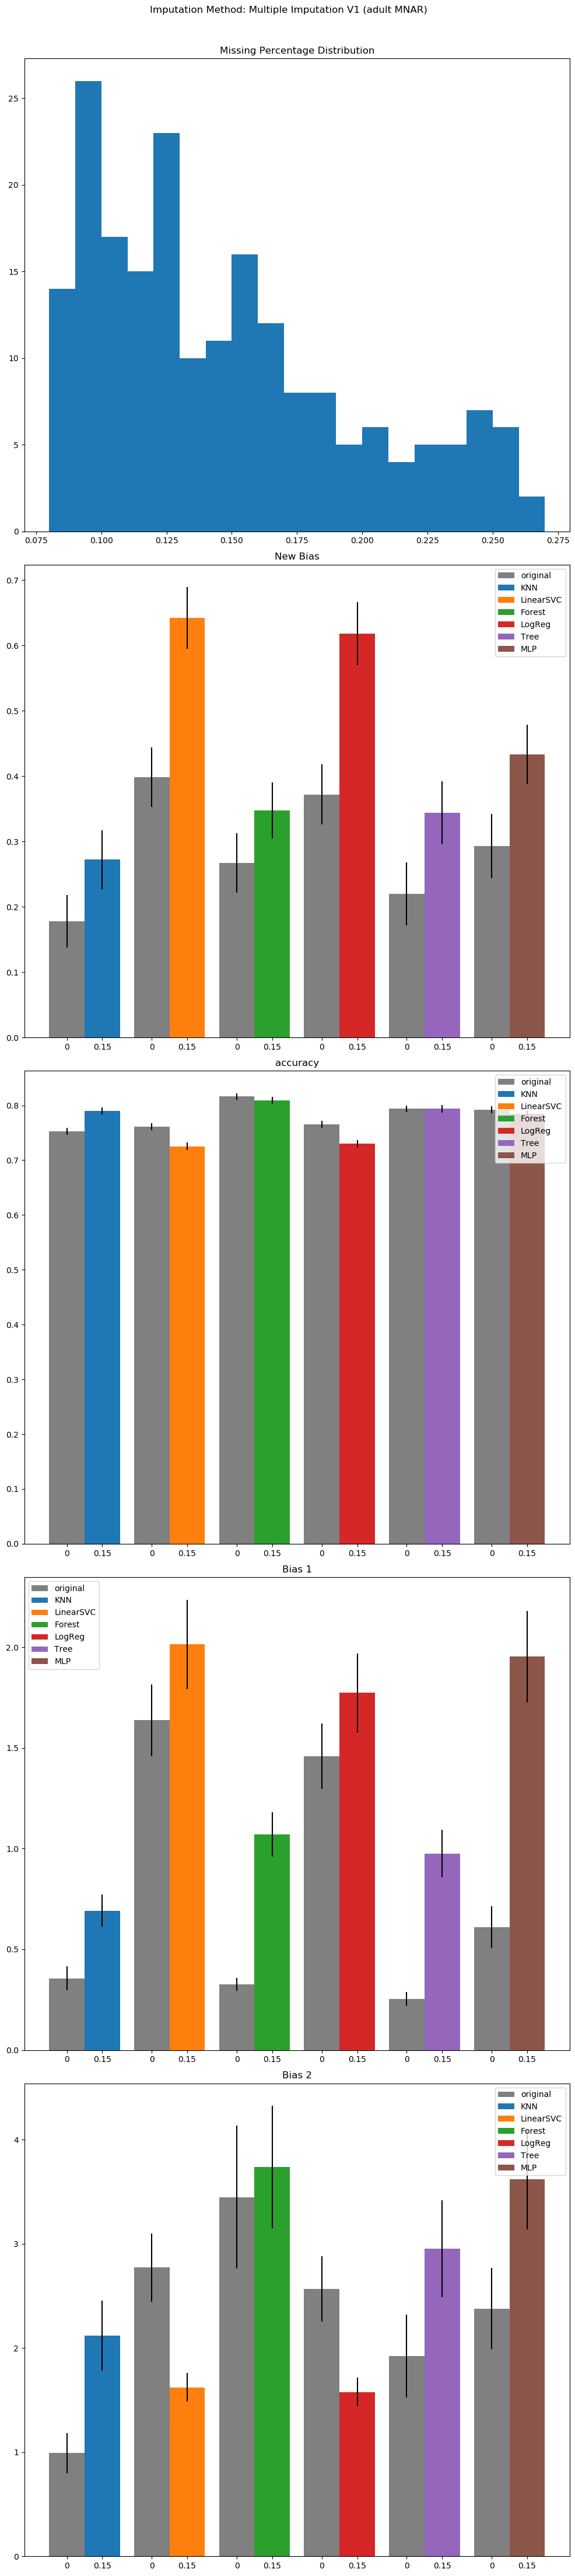 Imputation Method: Multiple Imputation V1 (adult MNAR)
Missing Percentage Distribution
25
20
15
10
5
0
0.075 0.100 0.125 0.150 0.175 0.200 0.225 0.250 0.275
New Bias
0.7
0.6
0.5
0.4
0.3
0.2
0.1
0.0
original
KNN
LinearSVC
Forest
LogReg
Tree
MLP
0 0.15 0 0.15 0 0.15 0 0.15 0 0.15 0 0.15
accuracy
0.8
0.7
0.6
0.5
0.4
0.3
0.2
0.1
0.0
original
KNN
LinearSVC
Forest
LogReg
Tree
MLP
0 0.15 0 0.15 0 0.15 0 0.15 0 0.15 0 0.15
Bias 1
original
KNN
LinearSVC
Forest
LogReg
Tree
MLP
2.0
1.5
1.0
0.5
0.0
0 0.15 0 0.15 0 0.15 0 0.15 0 0.15 0 0.15
Bias 2
4
3
2
1
0
original
KNN
LinearSVC
Forest
LogReg
Tree
MLP
0 0.15 0 0.15 0 0.15 0 0.15 0 0.15 0 0.15